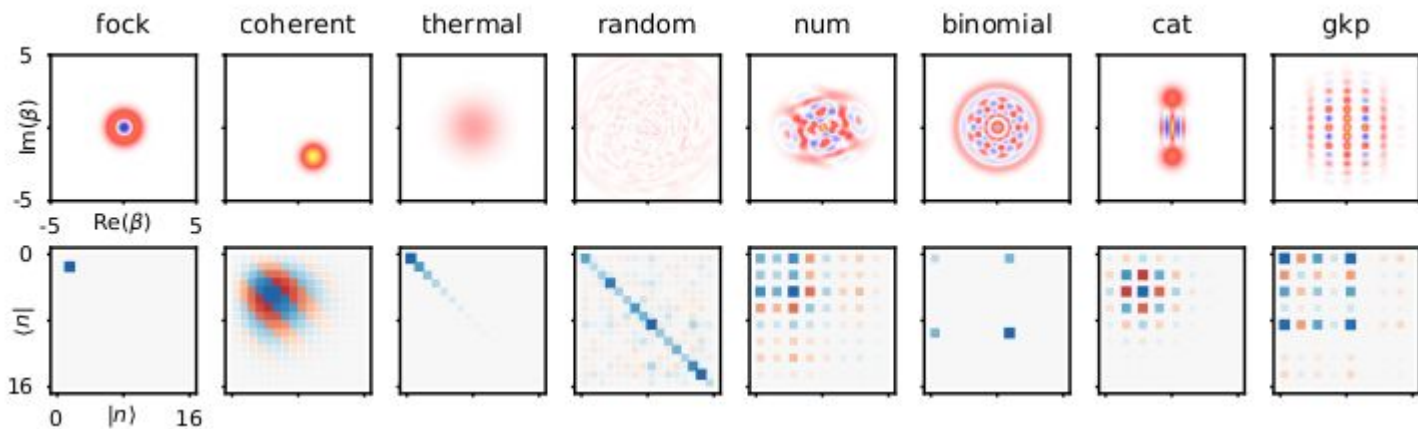 fock coherent thermal random num binomial cat gkp
5
Im(β)
-5
-5 Re(β) 5
0
⟨n|
16
0 |n⟩ 16